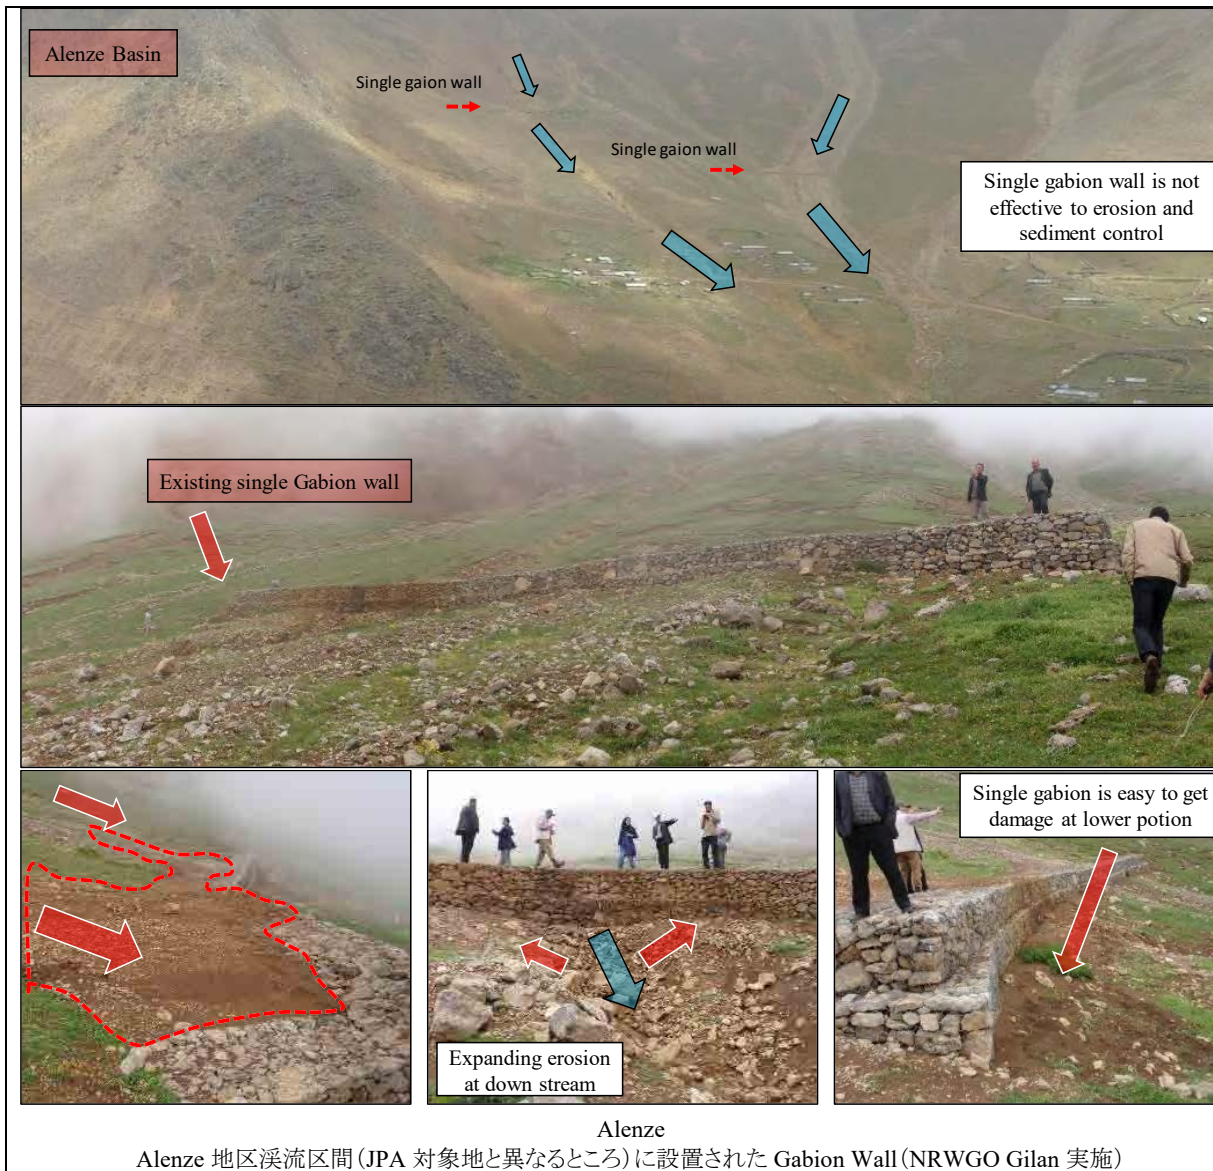 Alenze Basin
Single gaion wall
Single gaion wall
Single gabion wall is not
effective to erosion and
sediment control
Existing single Gabion wall
Single gabion is easy to get
damage at lower potion
Expanding erosion
at down stream
Alenze
Alenze 地区渓流区間（JPA 対象地と異なるところ）に設置された Gabion Wall（NRWGO Gilan 実施）